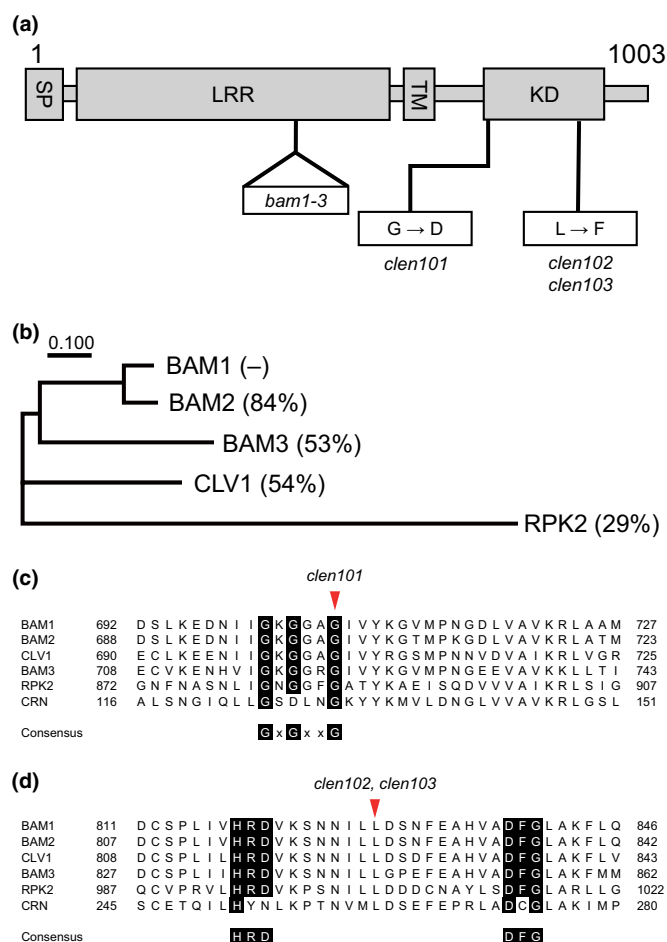 (a)
1 1003
SP LRR TM KD
bam1-3
G → D L → F
clen101 clen102
clen103
(b)
0.100
BAM1 (–)
BAM2 (84%)
BAM3 (53%)
CLV1 (54%)
RPK2 (29%)
(c)
clen101
BAM1 692 D S L K E D N I I G K G G A G I V Y K G V M P N G D L V A V K R L A A M 727
BAM2 688 D S L K E D N I I G K G G A G I V Y K G T M P K G D L V A V K R L A T M 723
CLV1 690 E C L K E E N I I G K G G A G I V Y R G S M P N N V D V A I K R L V G R 725
BAM3 708 E C V K E N H V I G K G G R G I V Y K G V M P N G E E V A V K K L L T I 743
RPK2 872 G N F N A S N L I G N G G F G A T Y K A E I S Q D V V V A I K R L S I G 907
CRN 116 A L S N G I Q L L G S D L N G K Y Y K M V L D N G L V V A V K R L G S L 151
Consensus G x G x x G
(d)
clen102, clen103
BAM1 811 D C S P L I V H R D V K S N N I L L D S N F E A H V A D F G L A K F L Q 846
BAM2 807 D C S P L I V H R D V K S N N I L L D S N F E A H V A D F G L A K F L Q 842
CLV1 808 D C S P L I I H R D V K S N N I L L D S D F E A H V A D F G L A K F L V 843
BAM3 827 D C S P L I I H R D V K S N N I L L G P E F E A H V A D F G L A K F M M 862
RPK2 987 Q C V P R V L H R D V K P S N I L L D D D C N A Y L S D F G L A R L L G 1022
CRN 245 S C E T Q I L H Y N L K P T N V M L D S E F E P R L A D C G L A K I M P 280
Consensus H R D D F G